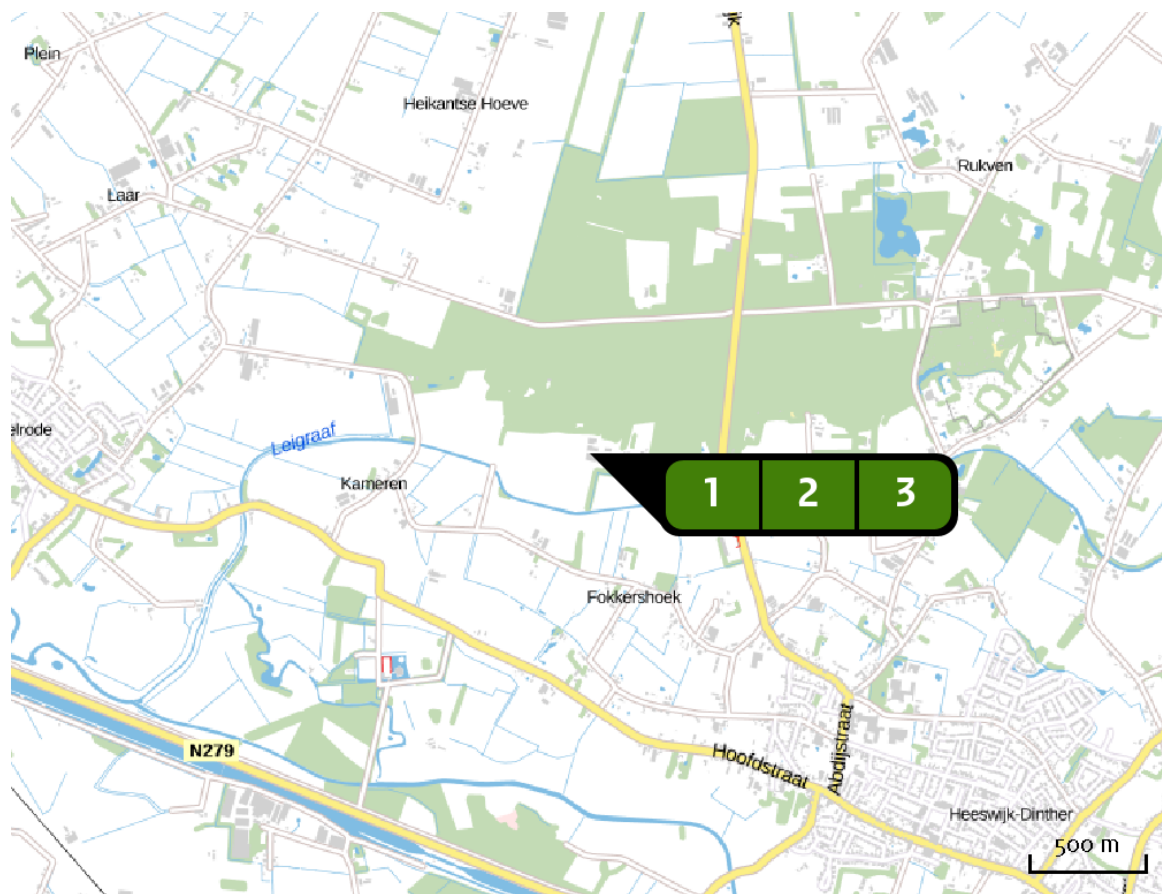 Plein
Heikantse Hoeve
Rukven
Laar
elrode
Leigraaf
Kameren
1 2 3
Fokkershoek
N279
Hoofdstraat
Abdijstraat
Heeswijk-Dinther
500 m